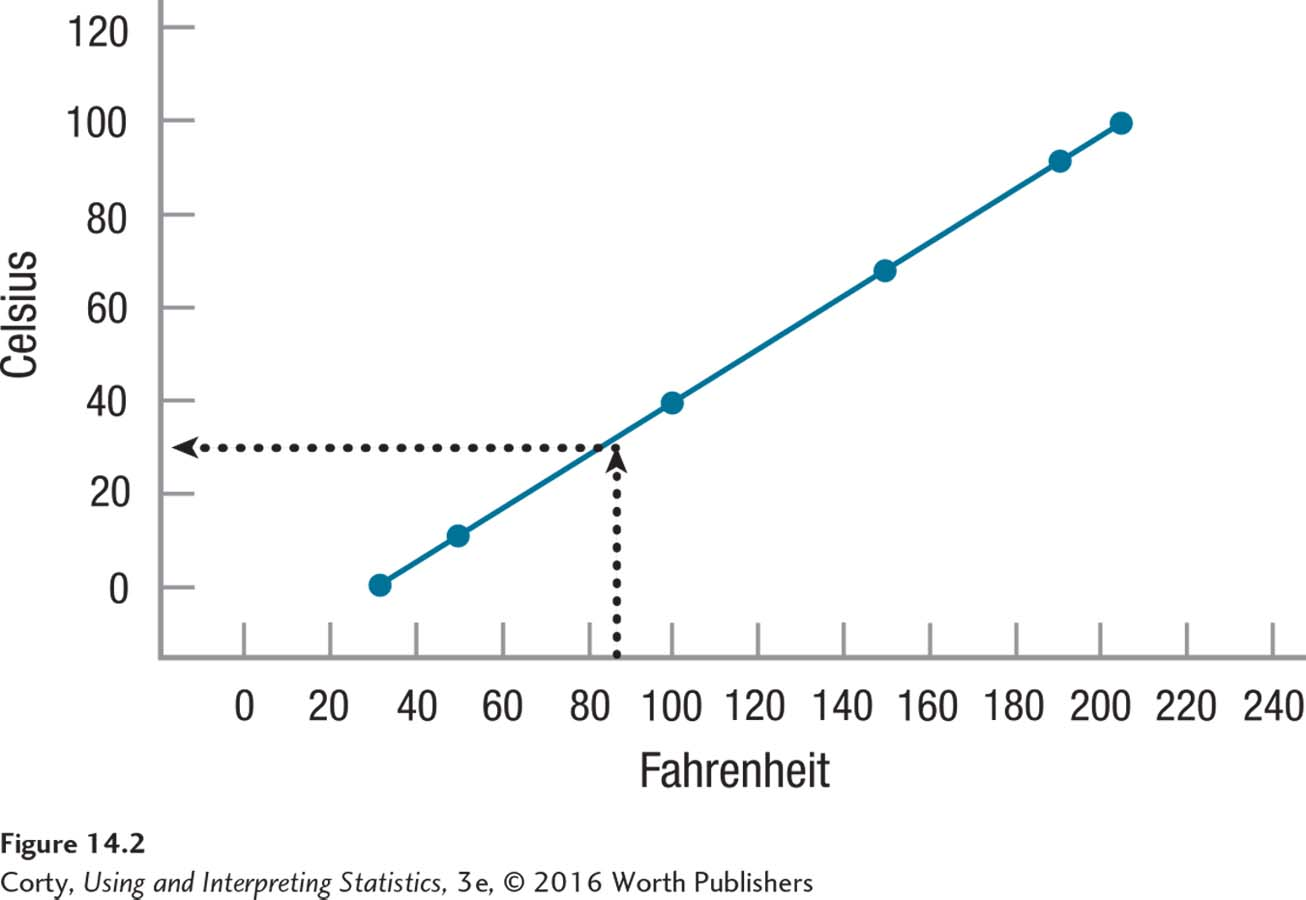 120
100
80
60
40
20
0
Celsius
0 20 40 60 80 100 120 140 160 180 200 220 240
Fahrenheit
Figure 14.2
Corty, Using and Interpreting Statistics, 3e, © 2016 Worth Publishers